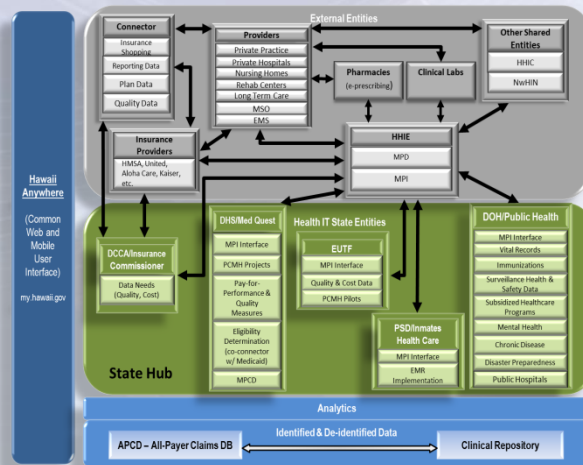 External Entities
Connector
Insurance
Shopping
Reporting Data
Plan Data
Quality Data
Providers
Private Practice
Private Hospitals
Nursing Homes
Rehab Centers
Long Term Care
MSO
EMS
Pharmacies
(e-prescribing)
Clinical Labs
Other Shared
Entities
HHIC
NwHIN
Insurance
Providers
HMSA, United,
Aloha Care, Kaiser,
etc.
HHIE
MPD
MPI
Hawaii
Anywhere
(Common
Web and
Mobile
User
Interface)
my.hawaii.gov
Health IT State Entities
DCCA/Insurance
Commissioner
Data Needs
(Quality, Cost)
DHS/Med Quest
MPI Interface
PCMH Projects
Pay-for-
Performance &
Quality
Measures
Eligibility
Determination
(co-connector
w/ Medicaid)
MPCD
EUTF
MPI Interface
Quality & Cost Data
PCMH Pilots
PSD/Inmates
Health Care
MPI Interface
EMR
Implementation
DOH/Public Health
MPI Interface
Vital Records
Immunizations
Surveillance Health &
Safety Data
Subsidized Healthcare
Programs
Mental Health
Chronic Disease
Disaster Preparedness
Public Hospitals
State Hub
Analytics
APCD – All-Payer Claims DB
Identified & De-identified Data
Clinical Repository